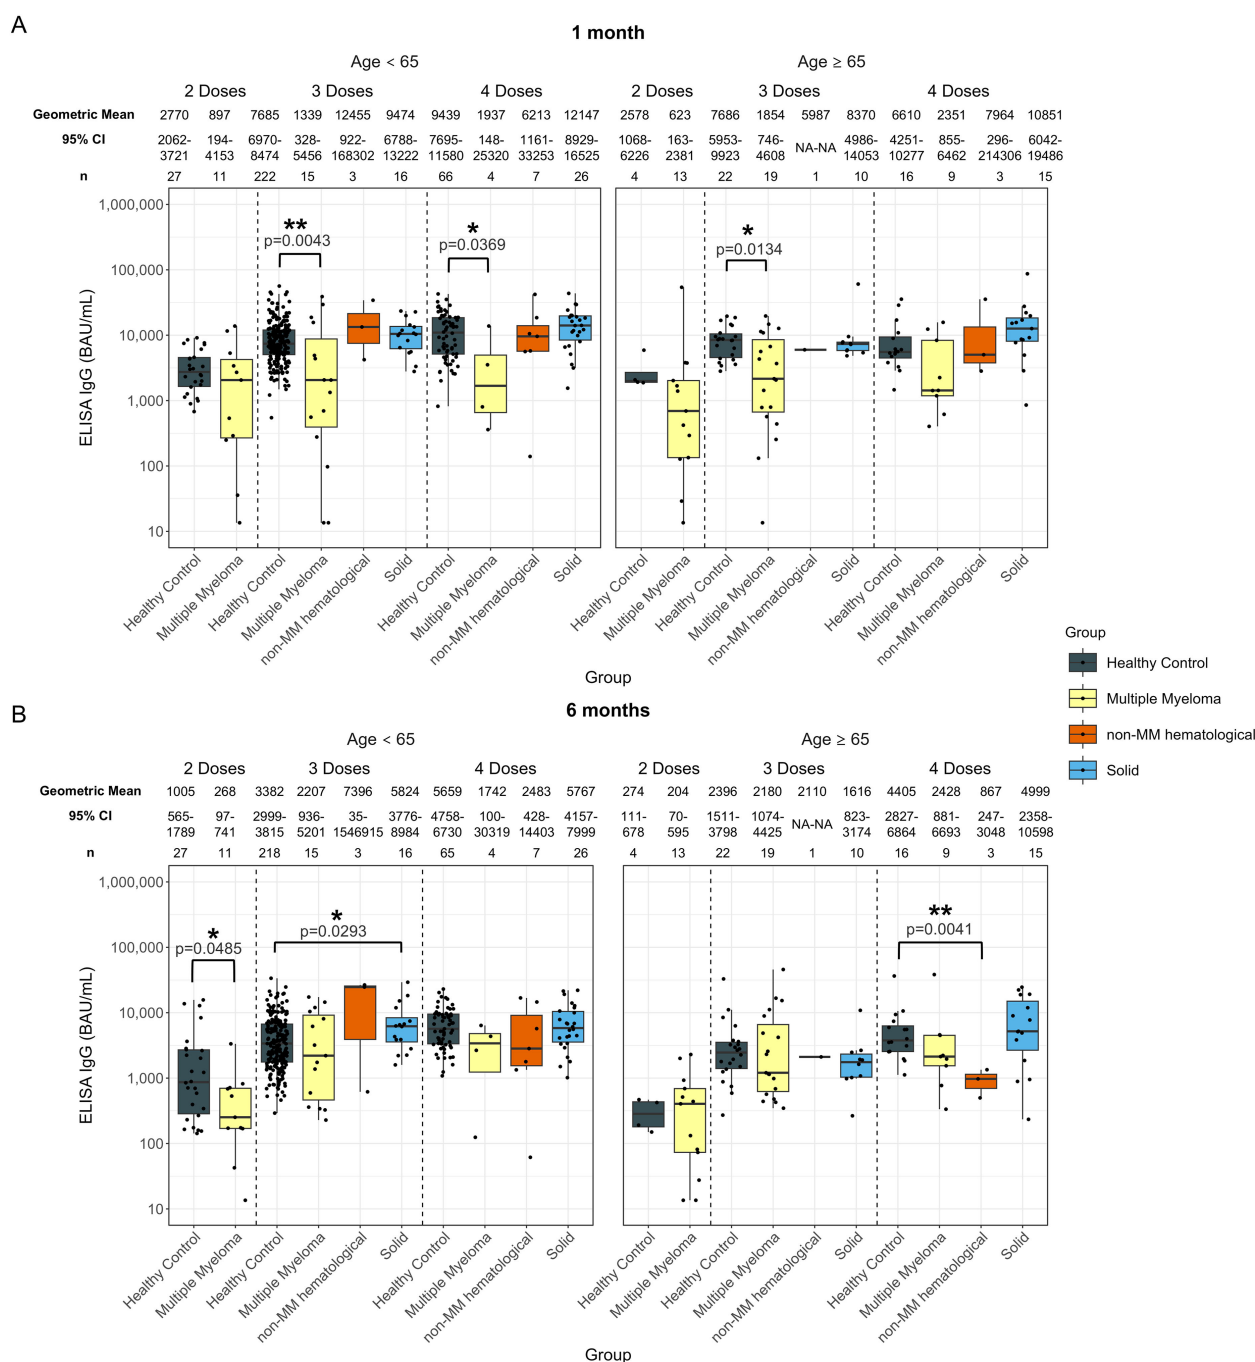 A
1 month
Age < 65
Age ≥ 65
2 Doses 3 Doses 4 Doses 2 Doses 3 Doses 4 Doses
Geometric Mean 2770 897 7685 1339 12455 9474 9439 1937 6213 12147 2578 623 7686 1854 5987 8370 6610 2351 7964 10851
95% CI 2062- 194- 6970- 328- 922- 6788- 7695- 148- 1161- 8929- 1068- 163- 5953- 746- NA-NA 4986- 4251- 855- 296- 6042-
3721 4153 8474 5456 168302 13222 11580 25320 33253 16525 6226 2381 9923 4608 14053 10277 6462 214306 19486
n 27 11 222 15 3 16 66 4 7 26 4 13 22 19 1 10 16 9 3 15
1,000,000
100,000
10,000
1,000
100
10
ELISA IgG (BAU/mL)
**
p=0.0043
*
p=0.0369
*
p=0.0134
Healthy Control Multiple Myeloma Healthy Control Multiple Myeloma non-MM hematological Solid Healthy Control Multiple Myeloma non-MM hematological Solid Healthy Control Multiple Myeloma Healthy Control Multiple Myeloma non-MM hematological Solid Healthy Control Multiple Myeloma non-MM hematological Solid
Group
Group
Healthy Control
Multiple Myeloma
non-MM hematological
Solid
B
6 months
Age < 65
Age ≥ 65
2 Doses 3 Doses 4 Doses 2 Doses 3 Doses 4 Doses
Geometric Mean 1005 268 3382 2207 7396 5824 5659 1742 2483 5767 274 204 2396 2180 2110 1616 4405 2428 867 4999
95% CI 565- 97- 2999- 936- 35- 3776- 4758- 100- 428- 4157- 111- 70- 1511- 1074- NA-NA 823- 2827- 881- 247- 2358-
1789 741 3815 5201 1546915 8984 6730 30319 14403 7999 678 595 3798 4425 3174 6864 6693 3048 10598
n 27 11 218 15 3 16 65 4 7 26 4 13 22 19 1 10 16 9 3 15
1,000,000
100,000
10,000
1,000
100
10
ELISA IgG (BAU/mL)
*
p=0.0485
*
p=0.0293
**
p=0.0041
Healthy Control Multiple Myeloma Healthy Control Multiple Myeloma non-MM hematological Solid Healthy Control Multiple Myeloma non-MM hematological Solid Healthy Control Multiple Myeloma Healthy Control Multiple Myeloma non-MM hematological Solid Healthy Control Multiple Myeloma non-MM hematological Solid
Group